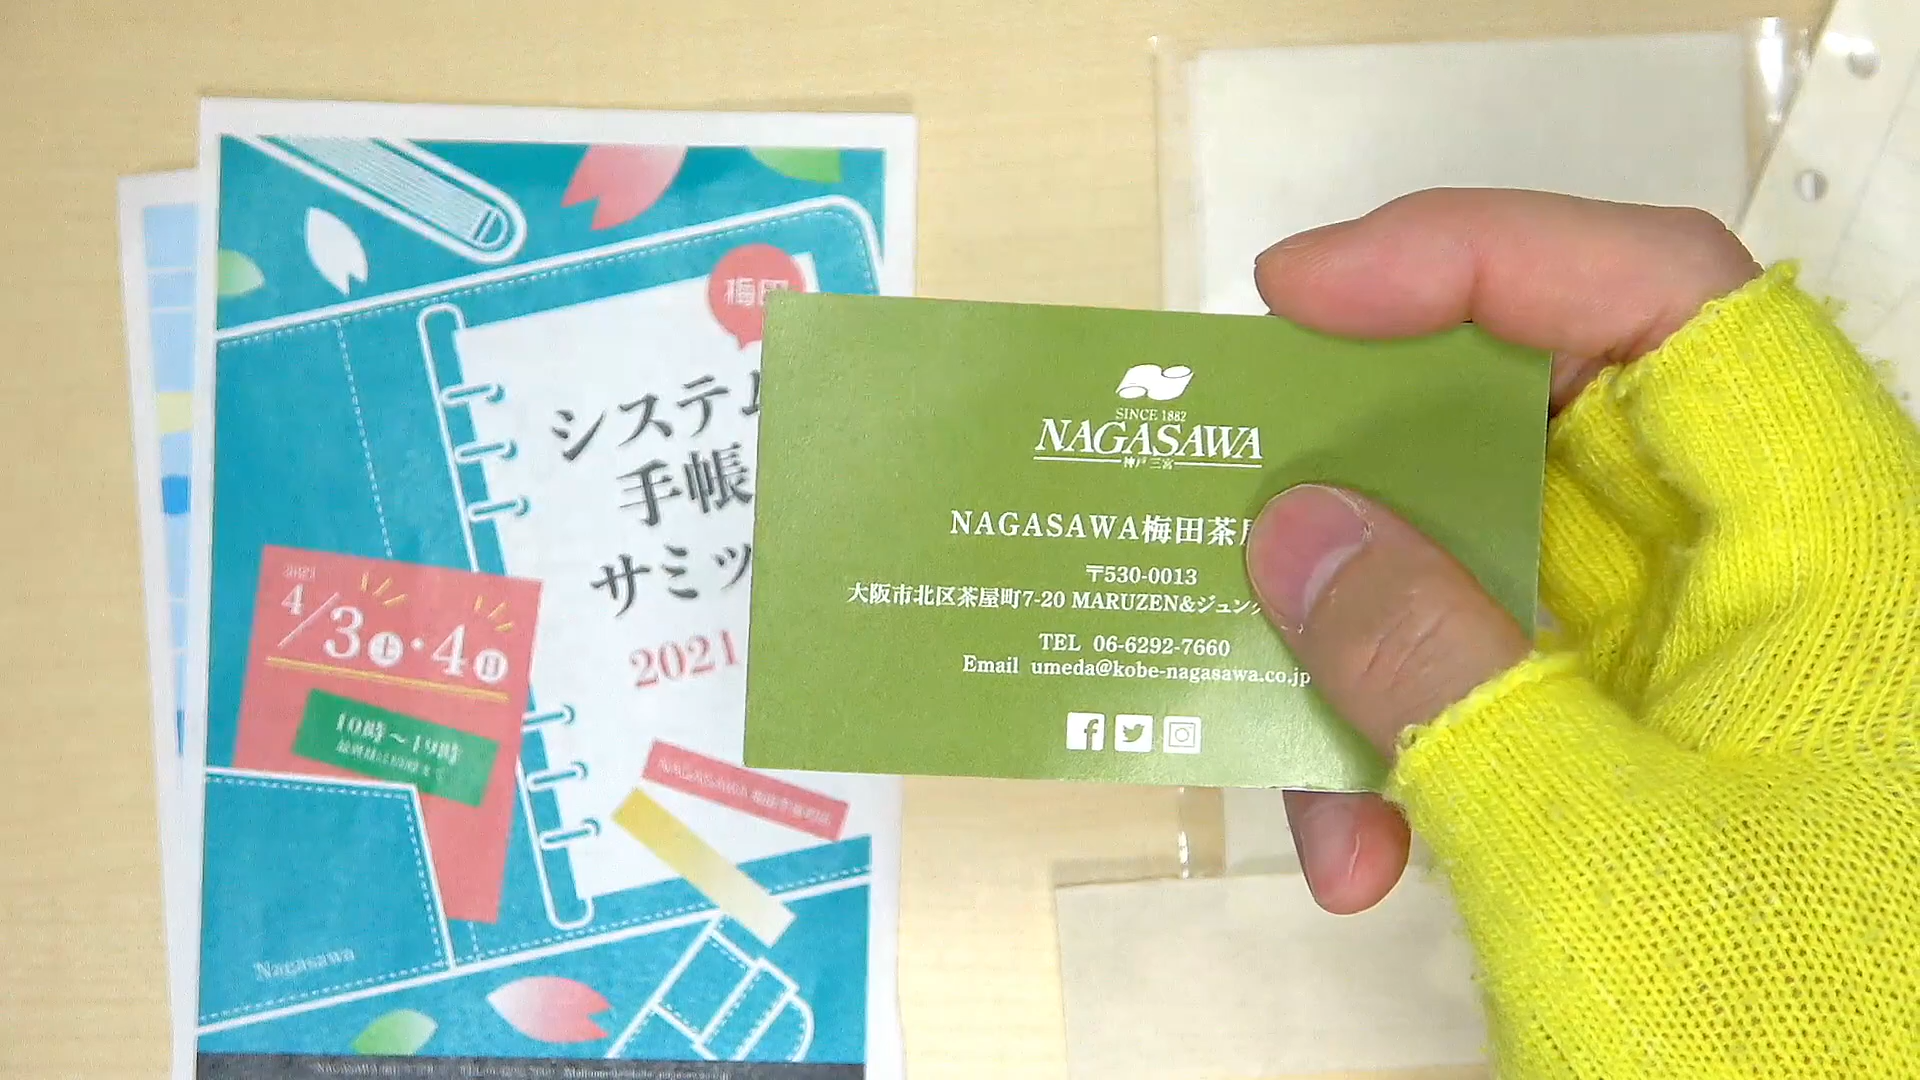 梅田
システム
手帳
サミッ
2021
2021
4/3土・4日
10時～19時
NAGASAWA
Nagasawa
SINCE 1882
NAGASAWA
神戸三宮
NAGASAWA梅田茶
〒530-0013
大阪市北区茶屋町7-20 MARUZEN&ジュン
TEL 06-6292-7660
Email umeda@kobe-nagasawa.co.jp